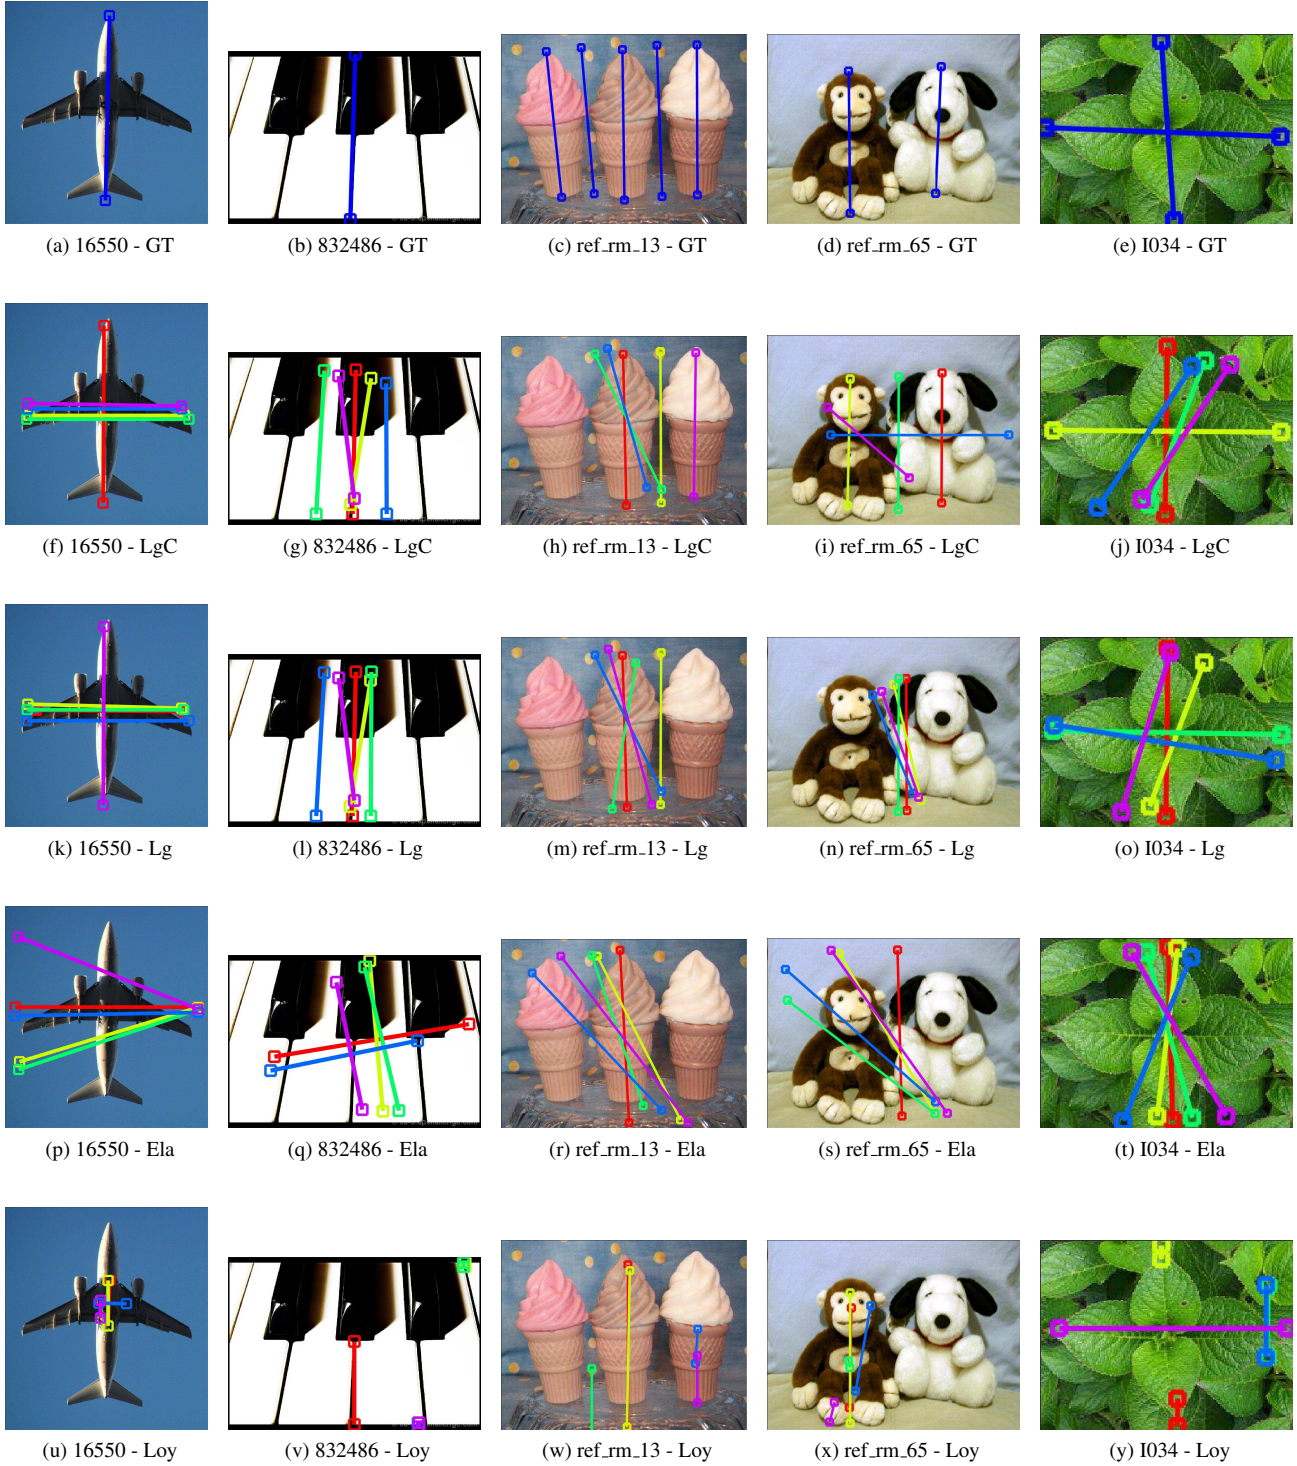 (a) 16550 - GT
(b) 832486 - GT
(c) ref_rm_13 - GT
(d) ref_rm_65 - GT
(e) I034 - GT
(f) 16550 - LgC
(g) 832486 - LgC
(h) ref_rm_13 - LgC
(i) ref_rm_65 - LgC
(j) I034 - LgC
(k) 16550 - Lg
(l) 832486 - Lg
(m) ref_rm_13 - Lg
(n) ref_rm_65 - Lg
(o) I034 - Lg
(p) 16550 - Ela
(q) 832486 - Ela
(r) ref_rm_13 - Ela
(s) ref_rm_65 - Ela
(t) I034 - Ela
(u) 16550 - Loy
(v) 832486 - Loy
(w) ref_rm_13 - Loy
(x) ref_rm_65 - Loy
(y) I034 - Loy